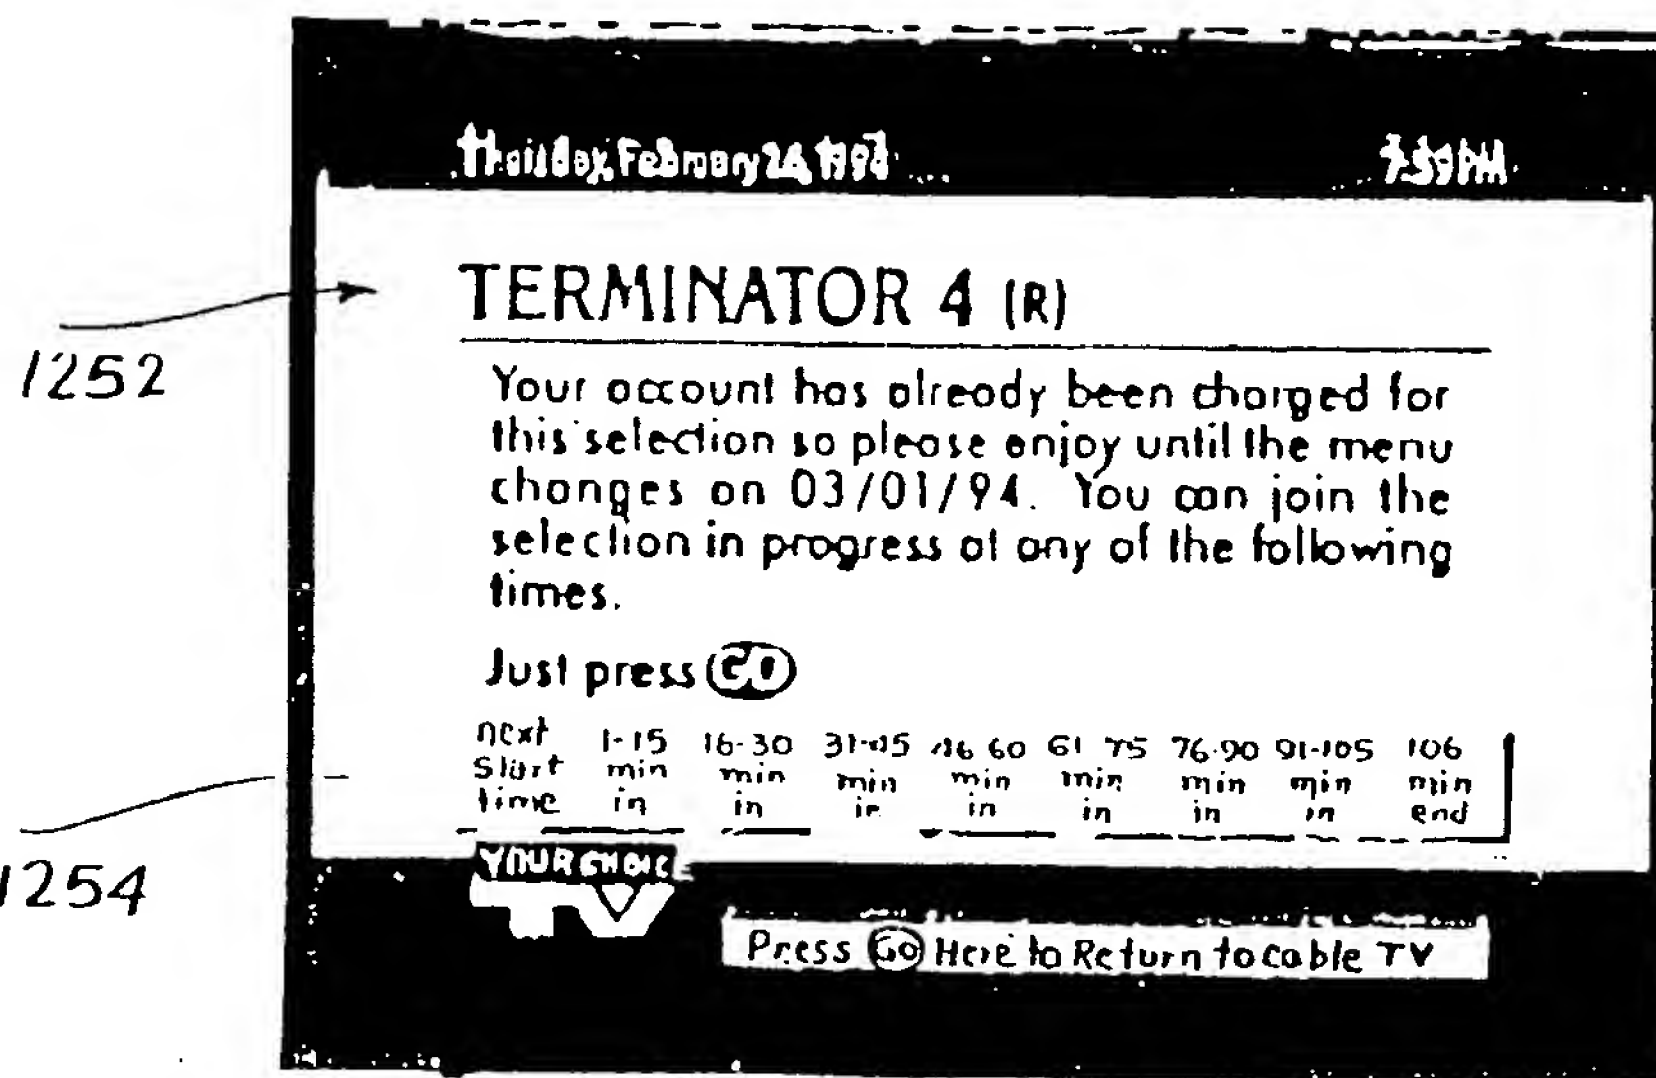 February 24, 199
7:59 PM
TERMINATOR 4 (R)
1252
Your account has already been charged for
this selection so please enjoy until the menu
changes on 03/01/94. You can join the
selection in progress at any of the following
times.
Just press GO
next 1-15 16-30 31-45 46 60 61 75 76-90 91-105 106
start min min min min min min min min
time in in in in in in in end
1254
YOUR CHOICE
TV
Press Go Here to Return to cable TV